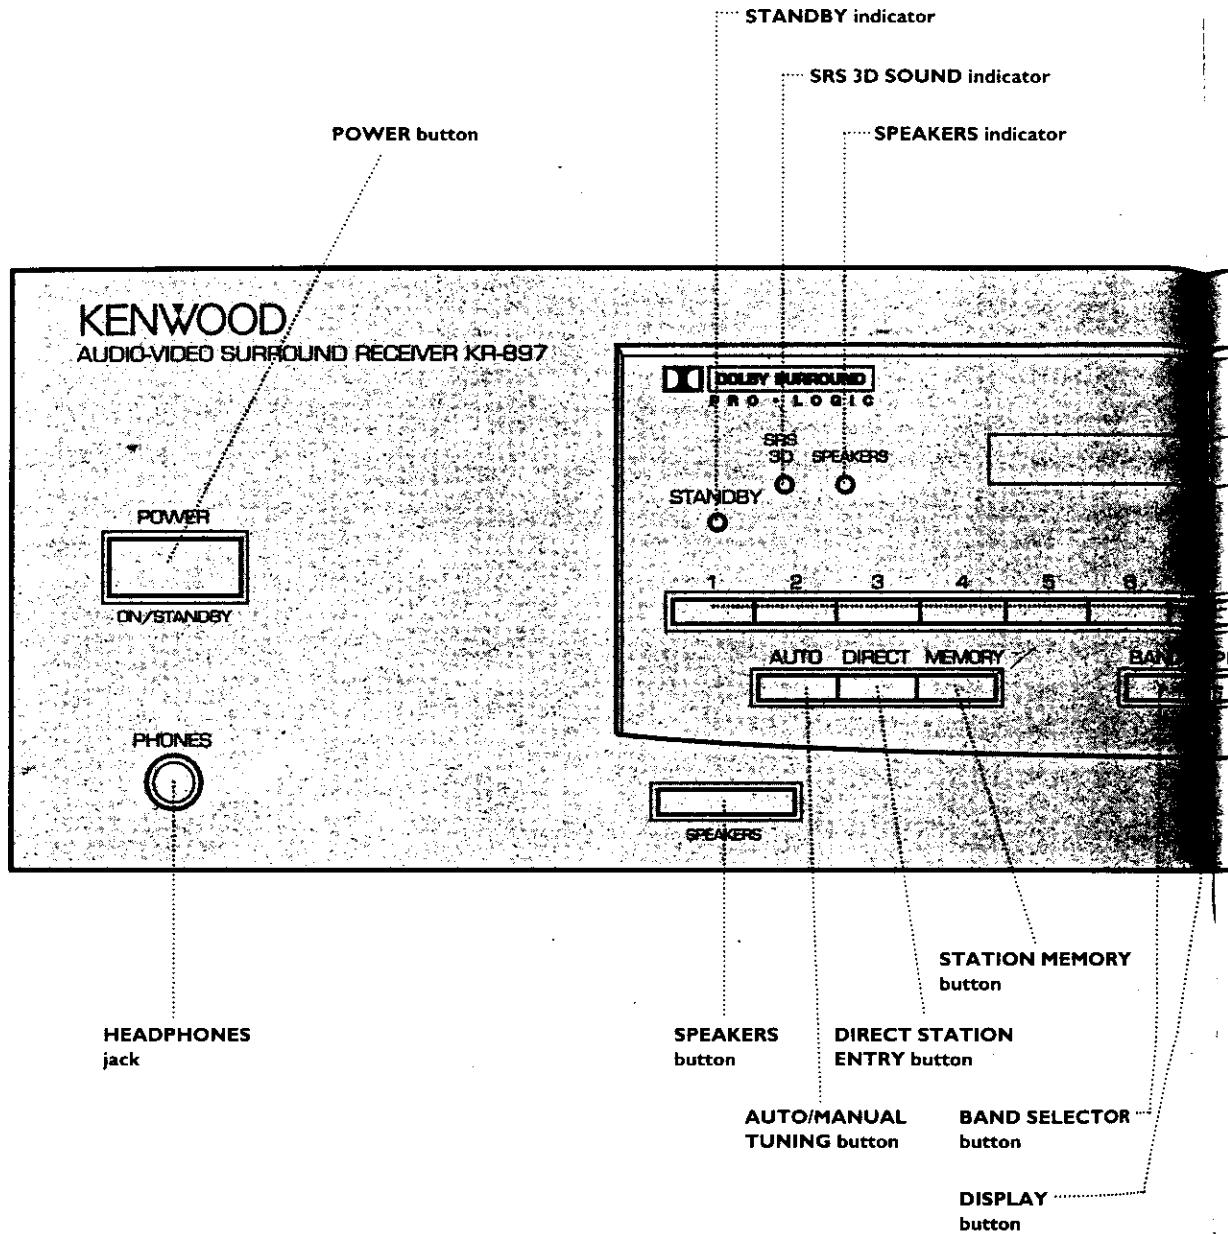 STANDBY indicator
SRS 3D SOUND indicator
POWER button
SPEAKERS indicator
KENWOOD
AUDIO-VIDEO SURROUND RECEIVER KR-897
DOLBY SURROUND
PRO • LOGIC
SRS
3D
SPEAKERS
STANDBY
POWER
ON/STANDBY
1 2 3 4 5 6
AUTO DIRECT MEMORY
BAND
PHONES
SPEAKERS
STATION MEMORY
button
HEADPHONES
jack
SPEAKERS
button
DIRECT STATION
ENTRY button
AUTO/MANUAL
TUNING button
BAND SELECTOR
button
DISPLAY
button